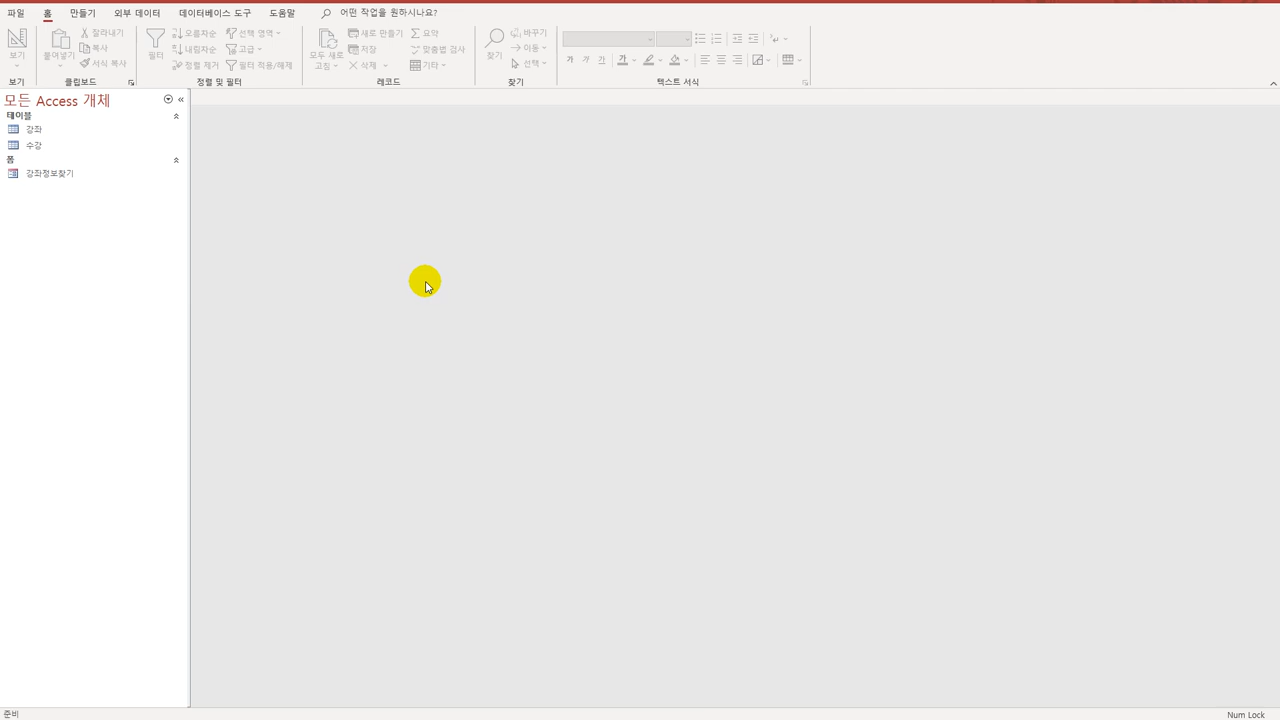 파일 홈 만들기 외부 데이터 데이터베이스 도구 도움말 어떤 작업을 원하시나요?
보기
붙여넣기
잘라내기
복사
서식 복사
필터
오름차순
내림차순
정렬 제거
선택 영역
고급
필터 적용/해제
모두 새로
고침
새로 만들기
저장
삭제
요약
맞춤법 검사
기타
찾기
바꾸기
이동
선택
가 가 가 가
보기 클립보드 정렬 및 필터 레코드 찾기 텍스트 서식
모든 Access 개체
테이블
강좌
수강
폼
강좌정보찾기
준비 Num Lock